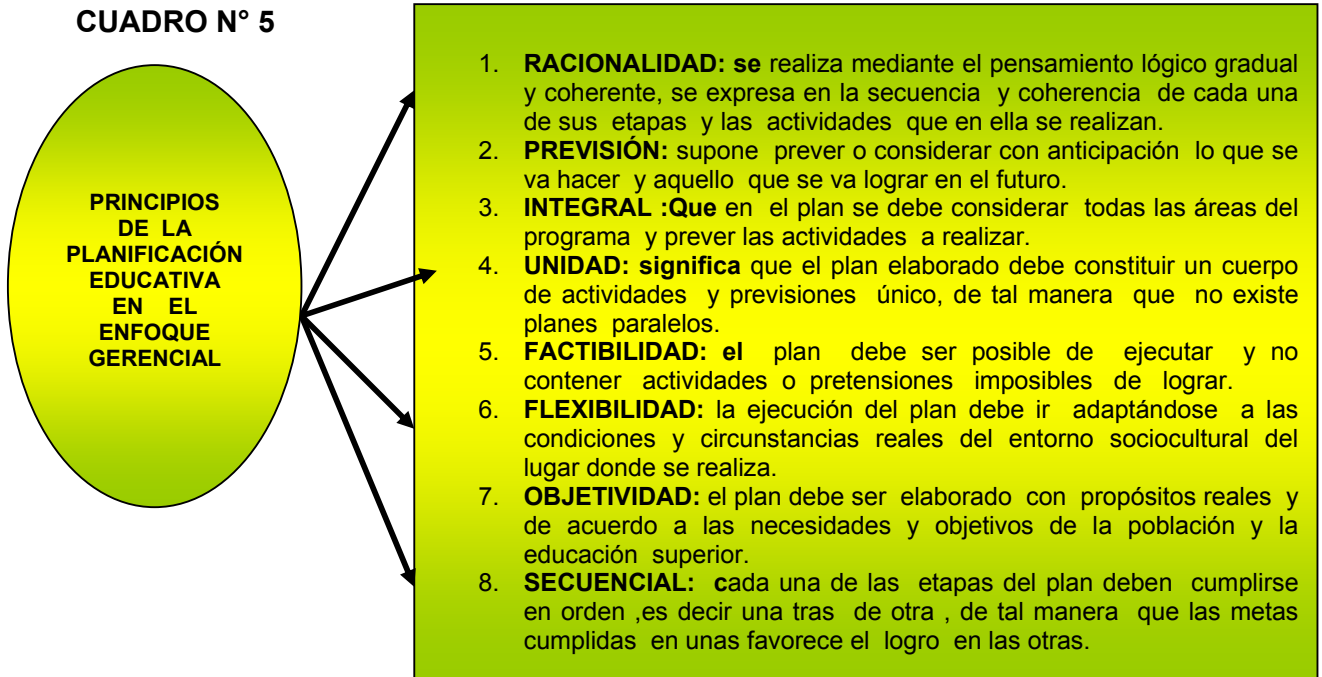 CUADRO N° 5
PRINCIPIOS
DE LA
PLANIFICACIÓN
EDUCATIVA
EN EL
ENFOQUE
GERENCIAL
1. RACIONALIDAD: se realiza mediante el pensamiento lógico gradual
y coherente, se expresa en la secuencia y coherencia de cada una
de sus etapas y las actividades que en ella se realizan.
2. PREVISIÓN: supone prever o considerar con anticipación lo que se
va hacer y aquello que se va lograr en el futuro.
3. INTEGRAL :Que en el plan se debe considerar todas las áreas del
programa y prever las actividades a realizar.
4. UNIDAD: significa que el plan elaborado debe constituir un cuerpo
de actividades y previsiones único, de tal manera que no existe
planes paralelos.
5. FACTIBILIDAD: el plan debe ser posible de ejecutar y no
contener actividades o pretensiones imposibles de lograr.
6. FLEXIBILIDAD: la ejecución del plan debe ir adaptándose a las
condiciones y circunstancias reales del entorno sociocultural del
lugar donde se realiza.
7. OBJETIVIDAD: el plan debe ser elaborado con propósitos reales y
de acuerdo a las necesidades y objetivos de la población y la
educación superior.
8. SECUENCIAL: cada una de las etapas del plan deben cumplirse
en orden ,es decir una tras de otra , de tal manera que las metas
cumplidas en unas favorece el logro en las otras.